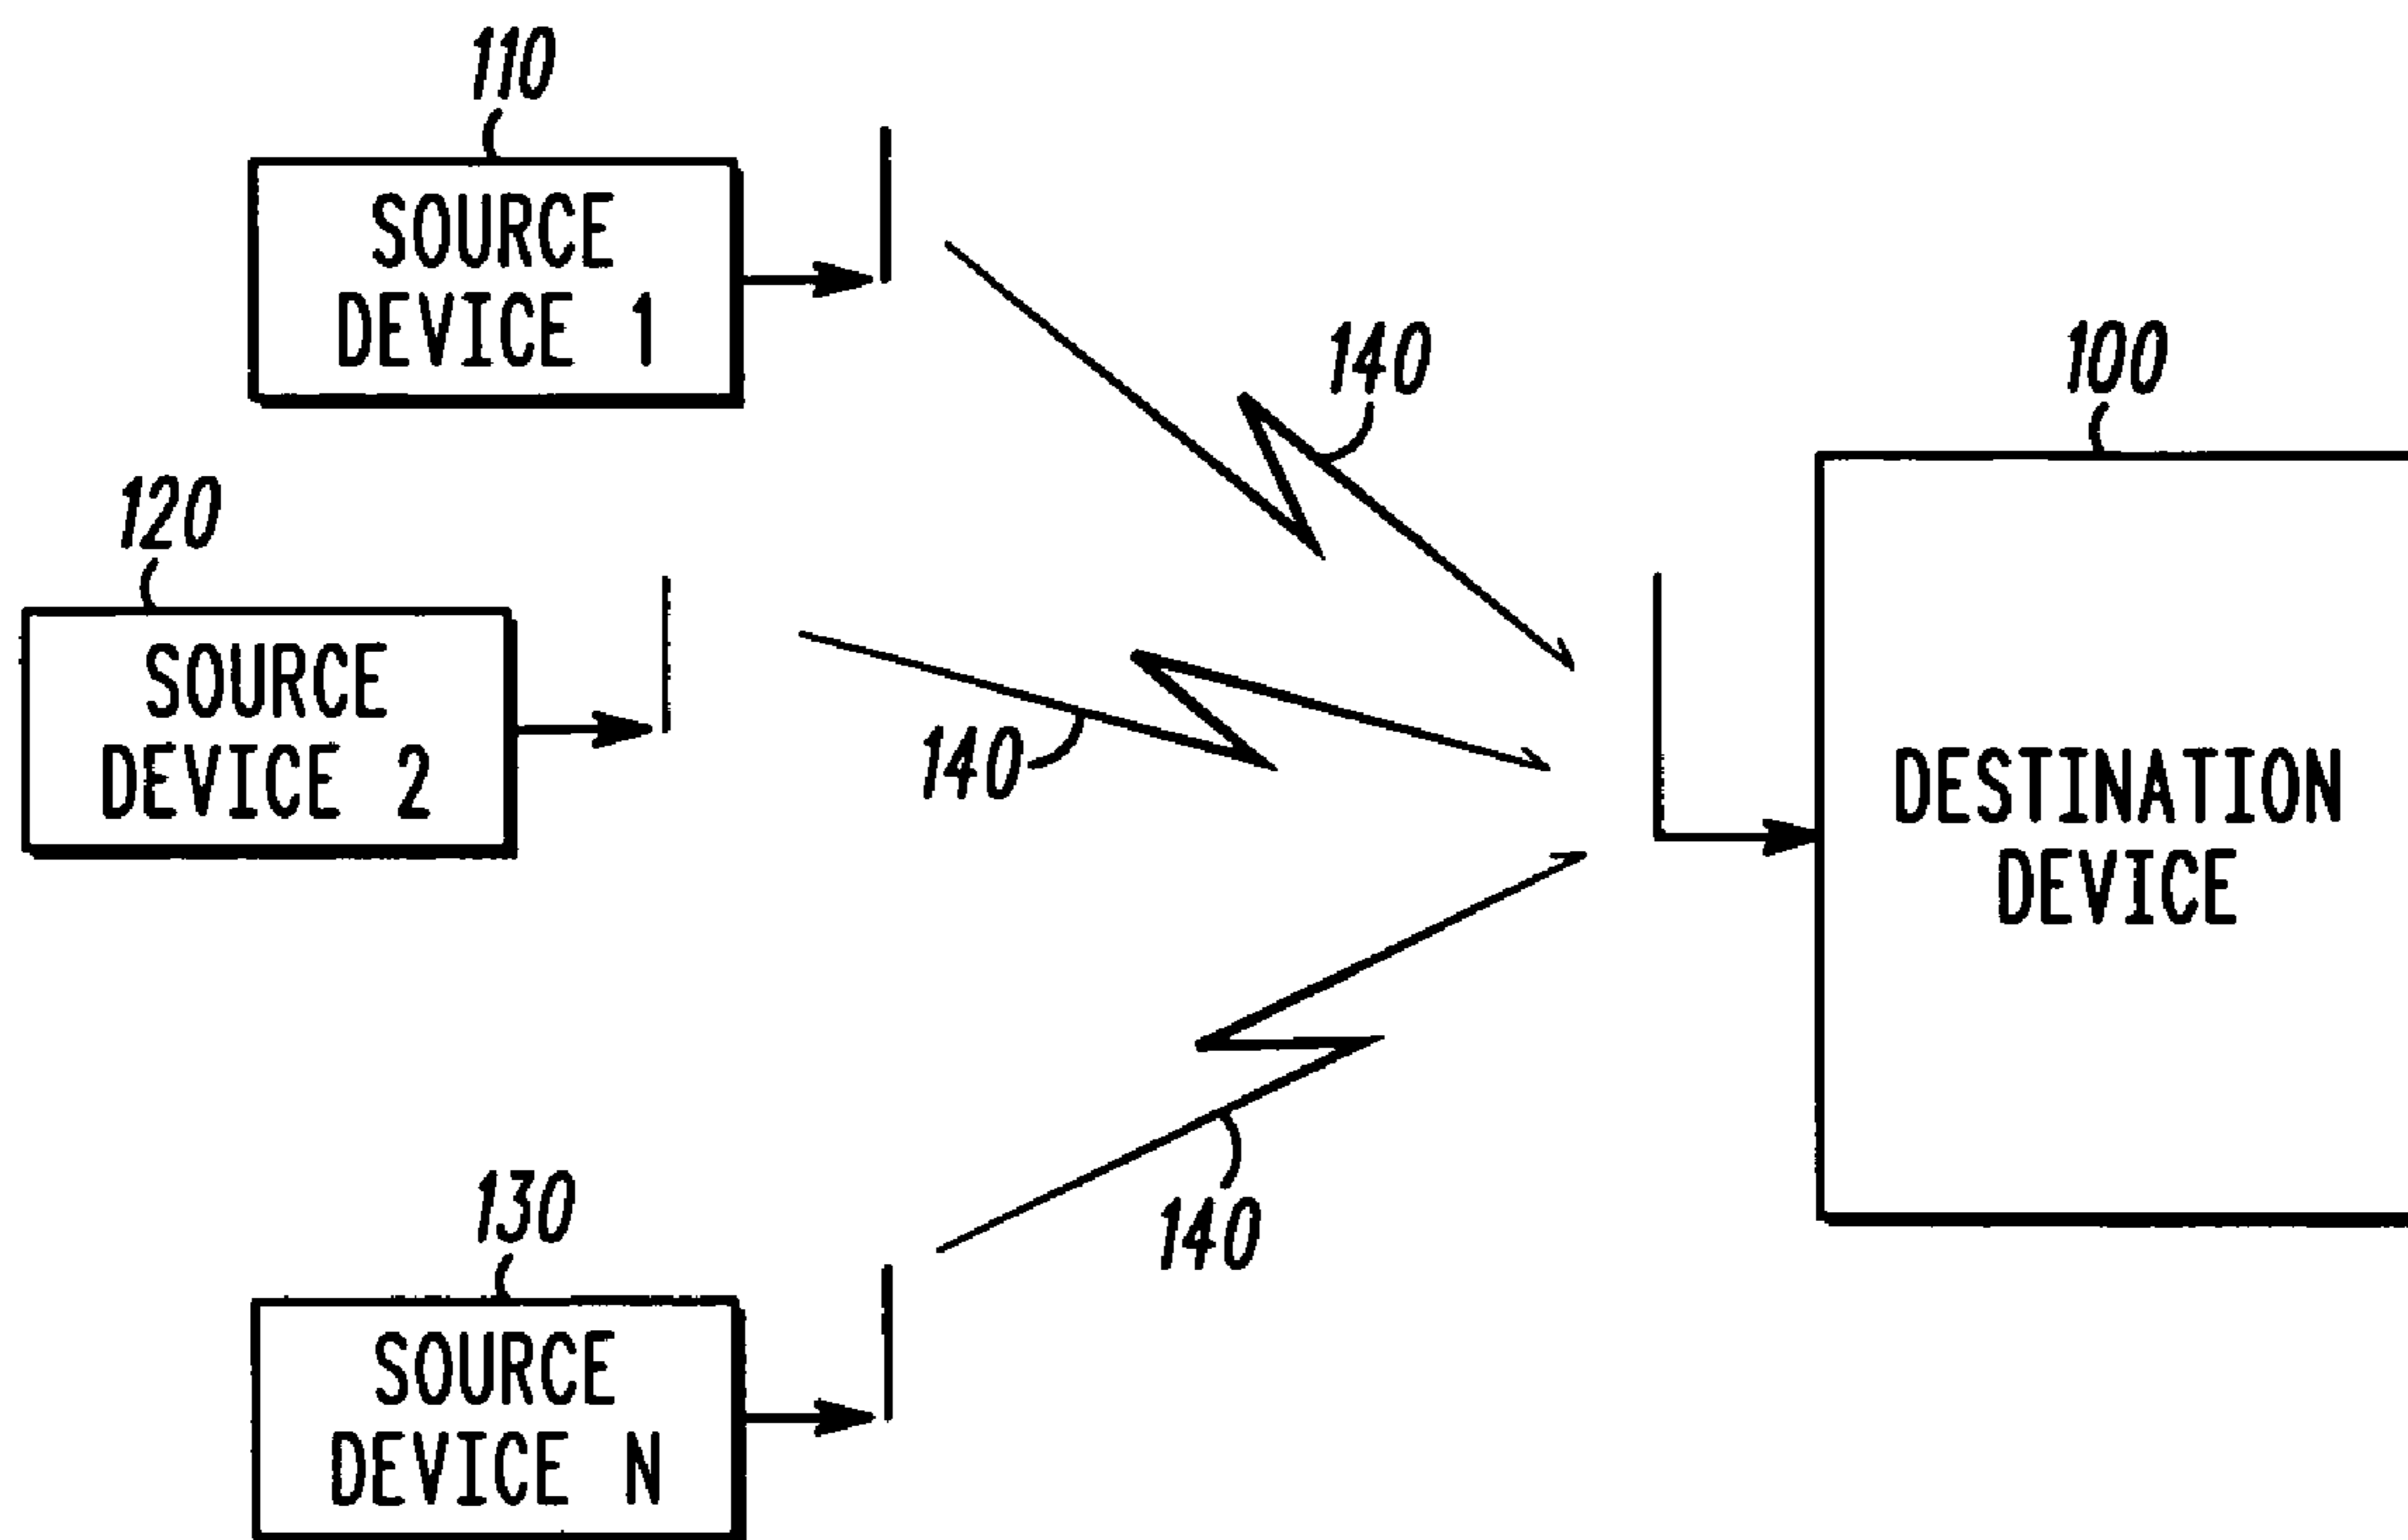 110
SOURCE
DEVICE 1
140
100
120
SOURCE
DEVICE 2
140
DESTINATION
DEVICE
130
140
SOURCE
DEVICE N